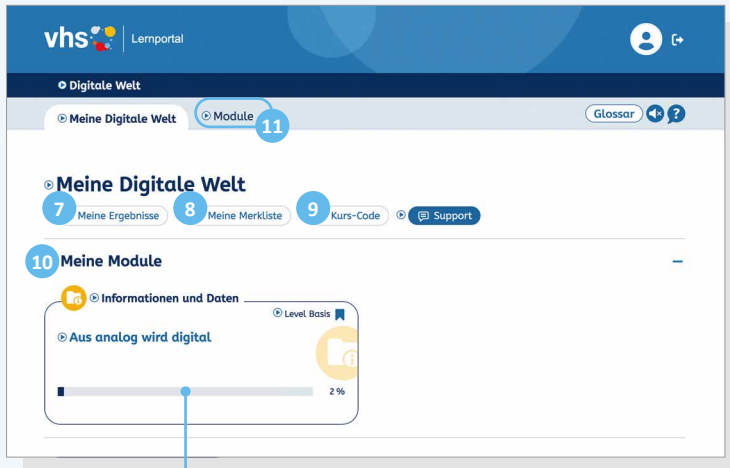 vhs Lernportal
Digitale Welt
Meine Digitale Welt Module 11 Glossar ?
Meine Digitale Welt
7 Meine Ergebnisse 8 Meine Merkliste 9 Kurs-Code Support
10 Meine Module
Informationen und Daten
Level Basis
Aus analog wird digital
2 %